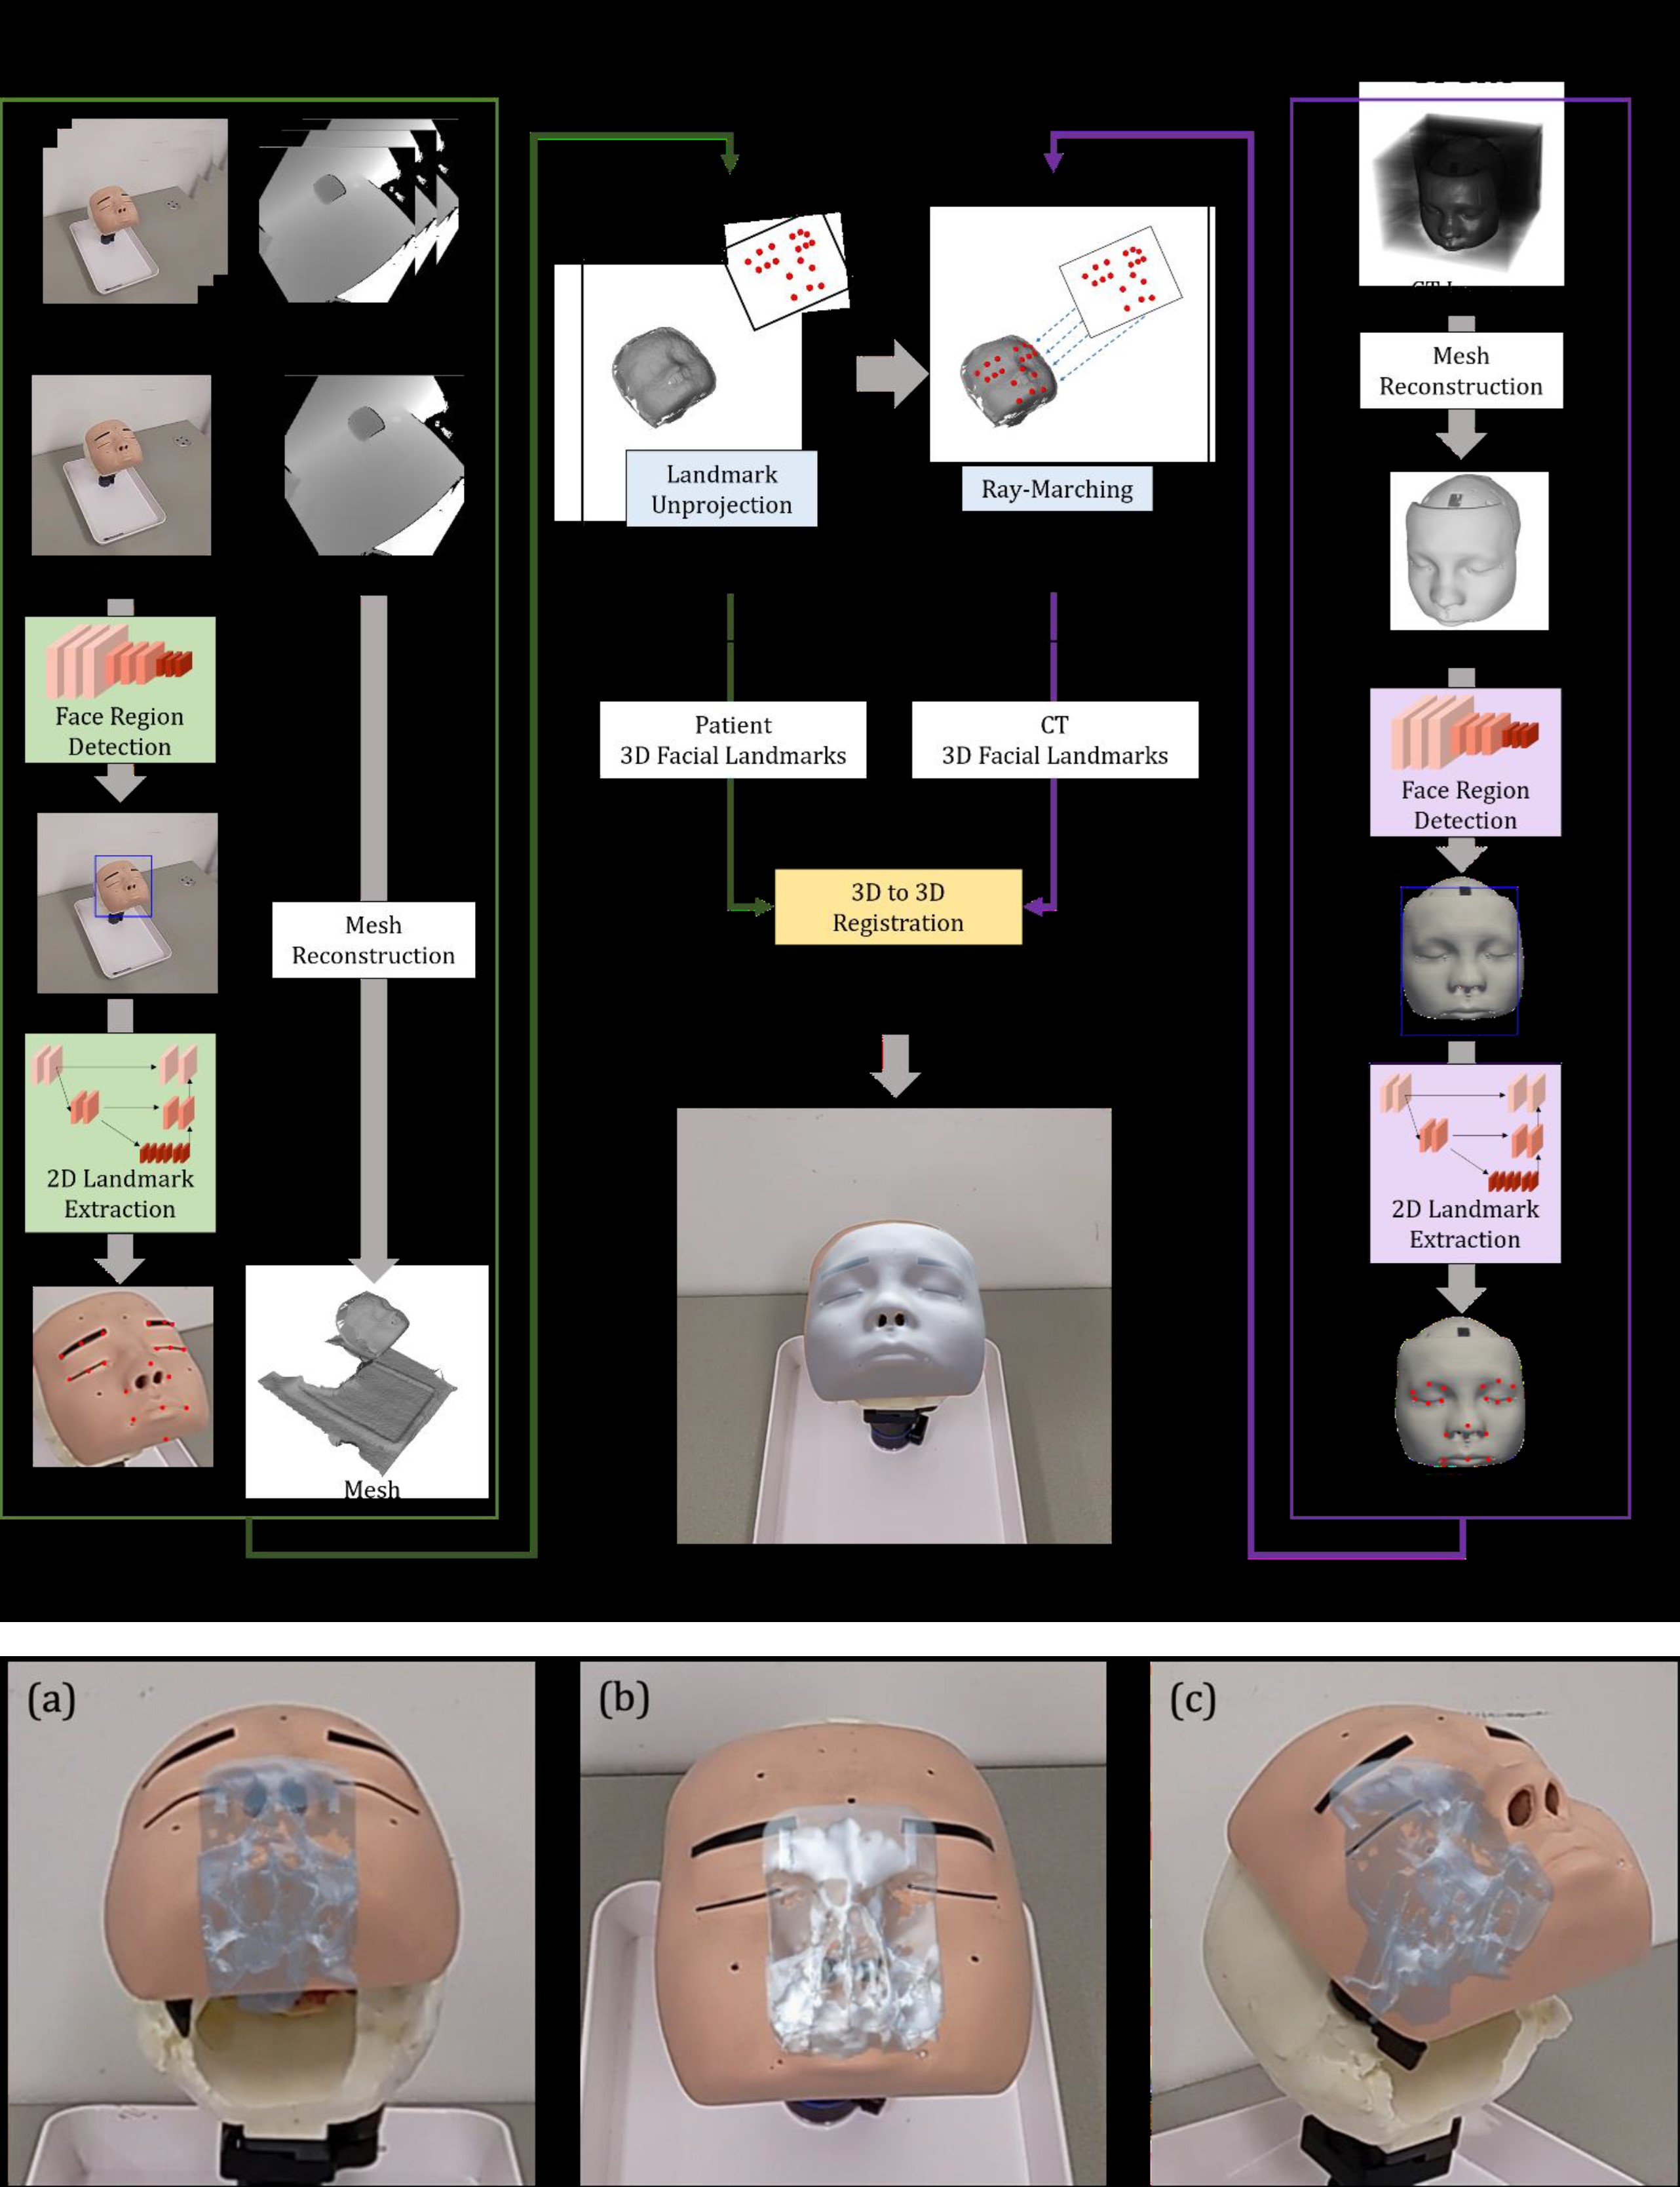 Face Region
Detection
2D Landmark
Extraction
Mesh
Reconstruction
Mesh
Landmark
Unprojection
Ray-Marching
Patient
3D Facial Landmarks
CT
3D Facial Landmarks
3D to 3D
Registration
Mesh
Reconstruction
Face Region
Detection
2D Landmark
Extraction
(a)
(b)
(c)